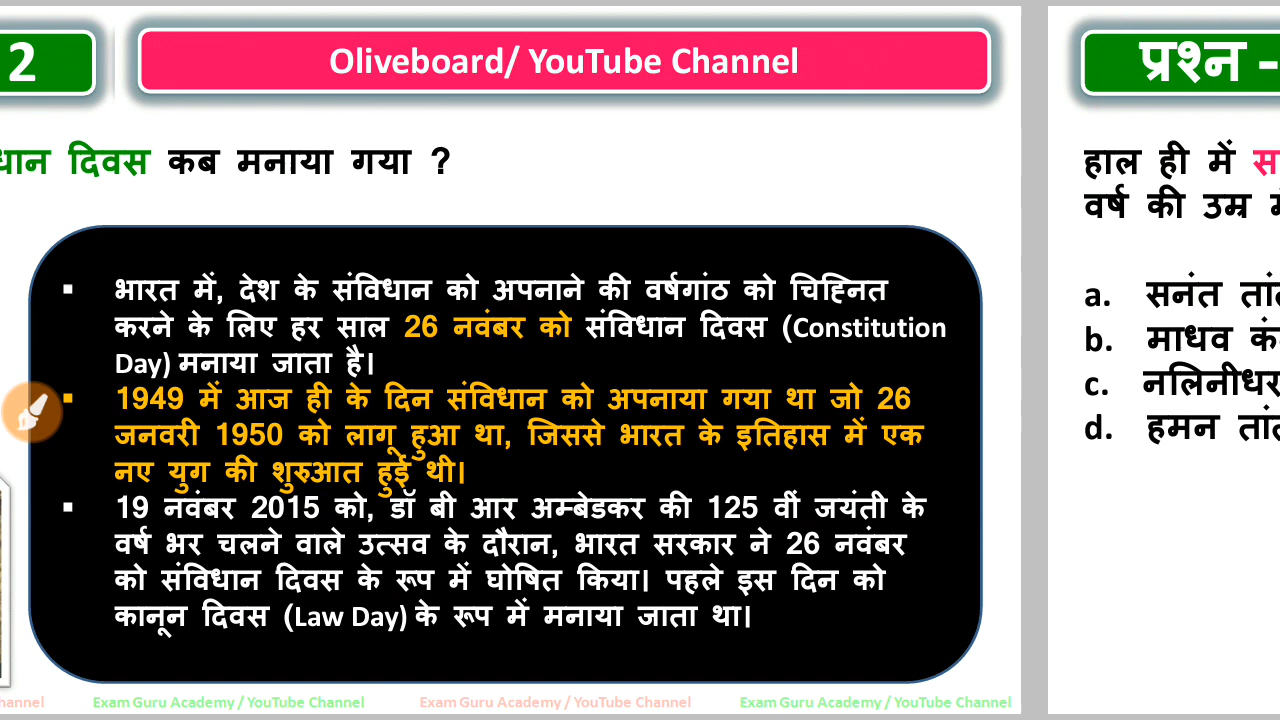 2
Oliveboard/ YouTube Channel
प्रश्न -
धान दिवस कब मनाया गया ?
भारत में, देश के संविधान को अपनाने की वर्षगांठ को चिह्नित
करने के लिए हर साल 26 नवंबर को संविधान दिवस (Constitution
Day) मनाया जाता है।
1949 में आज ही के दिन संविधान को अपनाया गया था जो 26
जनवरी 1950 को लागू हुआ था, जिससे भारत के इतिहास में एक
नए युग की शुरुआत हुई थी।
19 नवंबर 2015 को, डॉ बी आर अम्बेडकर की 125 वीं जयंती के
वर्ष भर चलने वाले उत्सव के दौरान, भारत सरकार ने 26 नवंबर
को संविधान दिवस के रूप में घोषित किया। पहले इस दिन को
कानून दिवस (Law Day) के रूप में मनाया जाता था।
हाल ही में
वर्ष की उम्र
a. सनंत
b. माधव
c. नलिनीधर
d. हमन
hannel Exam Guru Academy / YouTube Channel Exam Guru Academy / YouTube Channel Exam Guru Academy / YouTube Channel